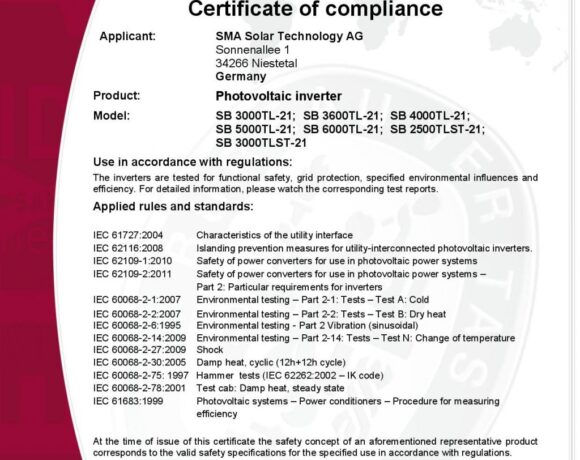 Certificate of compliance
Applicant: SMA Solar Technology AG
Sonnenallee 1
34266 Niestetal
Germany
Product: Photovoltaic inverter
Model: SB 3000TL-21; SB 3600TL-21; SB 4000TL-21;
SB 5000TL-21; SB 6000TL-21; SB 2500TLST-21;
SB 3000TLST-21
Use in accordance with regulations:
The inverters are tested for functional safety, grid protection, specified environmental influences and
efficiency. For detailed information, please watch the corresponding test reports.
Applied rules and standards:
IEC 61727:2004 Characteristics of the utility interface
IEC 62116:2008 Islanding prevention measures for utility-interconnected photovoltaic inverters.
IEC 62109-1:2010 Safety of power converters for use in photovoltaic power systems
IEC 62109-2:2011 Safety of power converters for use in photovoltaic power systems –
Part 2: Particular requirements for inverters
IEC 60068-2-1:2007 Environmental testing – Part 2-1: Tests – Test A: Cold
IEC 60068-2-2:2007 Environmental testing – Part 2-2: Tests – Test B: Dry heat
IEC 60068-2-6:1995 Environmental testing - Part 2 Vibration (sinusoidal)
IEC 60068-2-14:2009 Environmental testing – Part 2-14: Tests – Test N: Change of temperature
IEC 60068-2-27:2009 Shock
IEC 60068-2-30:2005 Damp heat, cyclic (12h+12h cycle)
IEC 60068-2-75: 1997 Hammer tests (IEC 62262:2002 – IK code)
IEC 60068-2-78:2001 Test cab: Damp heat, steady state
IEC 61683:1999 Photovoltaic systems – Power conditioners – Procedure for measuring
efficiency
At the time of issue of this certificate the safety concept of an aforementioned representative product
corresponds to the valid safety specifications for the specified use in accordance with regulations.